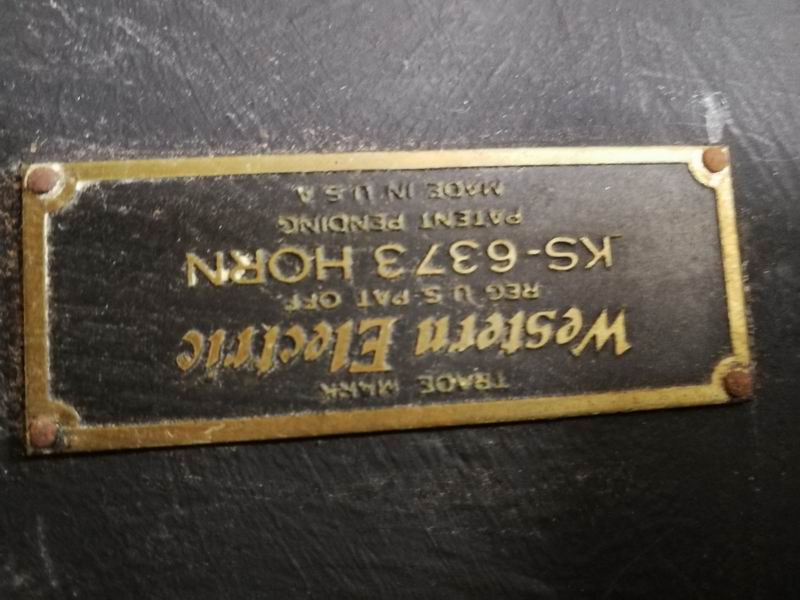 TRADE MARK
Western Electric
REG. U.S. PAT. OFF.
KS-6373 HORN
PATENT PENDING
MADE IN U.S.A.